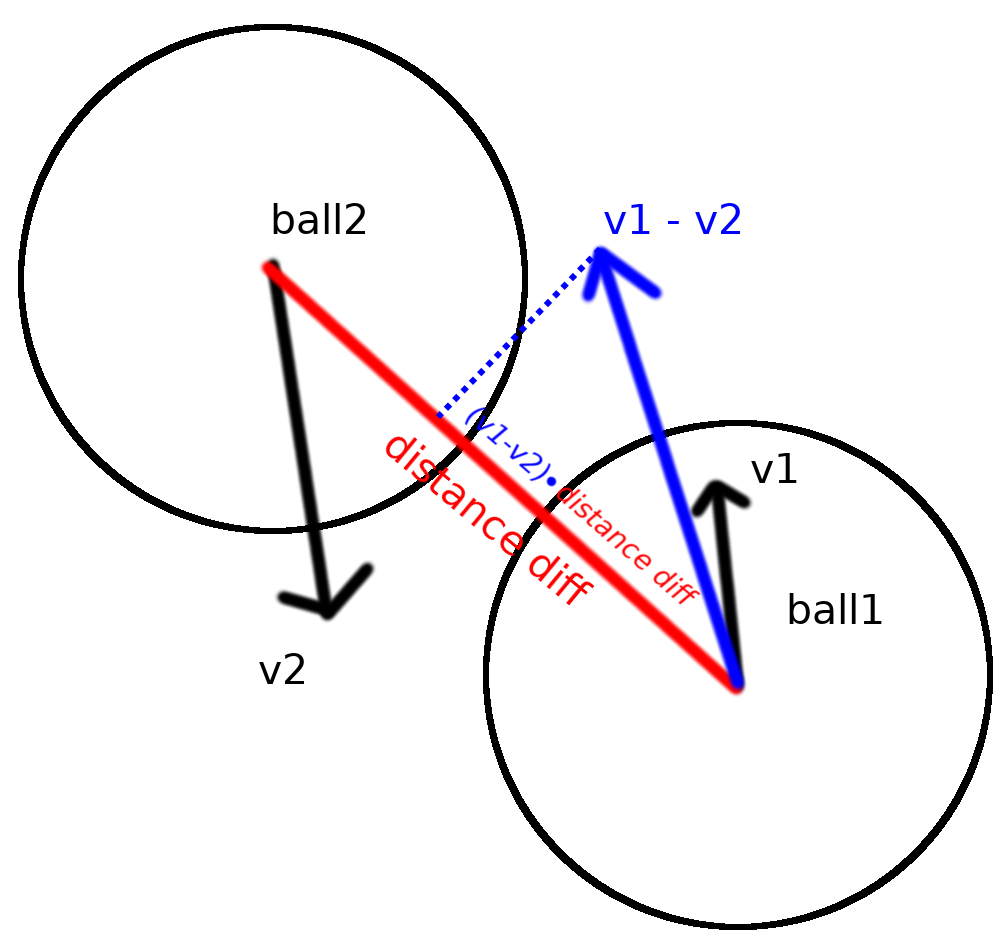 ball2
v1 - v2
(v1-v2)• distance diff
distance diff
v1
ball1
v2